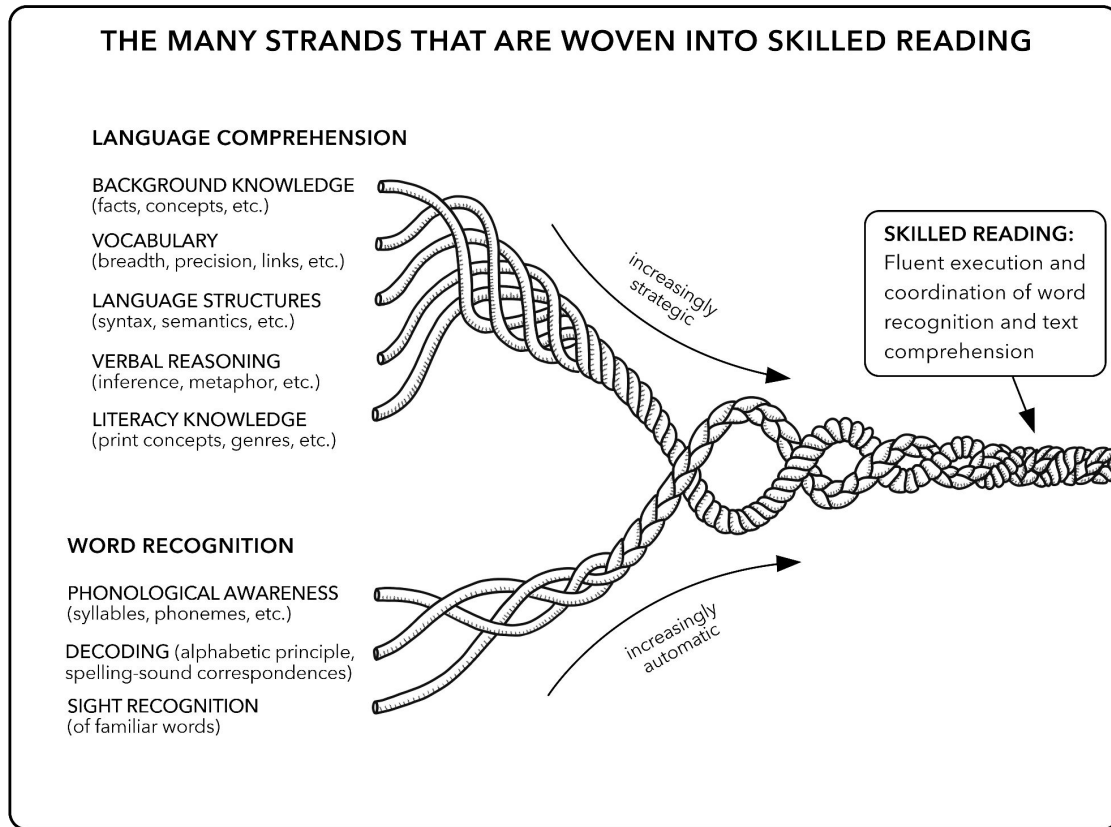 THE MANY STRANDS THAT ARE WOVEN INTO SKILLED READING
LANGUAGE COMPREHENSION
BACKGROUND KNOWLEDGE
(facts, concepts, etc.)
VOCABULARY
(breadth, precision, links, etc.)
LANGUAGE STRUCTURES
(syntax, semantics, etc.)
VERBAL REASONING
(inference, metaphor, etc.)
LITERACY KNOWLEDGE
(print concepts, genres, etc.)
WORD RECOGNITION
PHONOLOGICAL AWARENESS
(syllables, phonemes, etc.)
DECODING (alphabetic principle,
spelling-sound correspondences)
SIGHT RECOGNITION
(of familiar words)
increasingly
strategic
increasingly
automatic
SKILLED READING:
Fluent execution and
coordination of word
recognition and text
comprehension